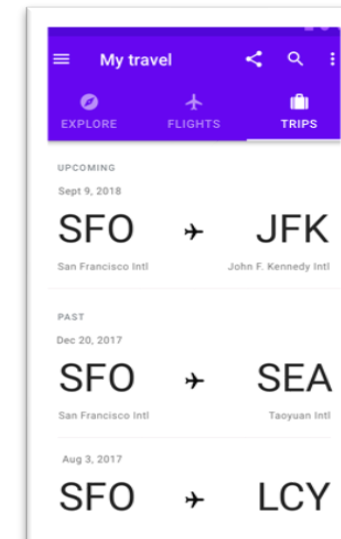 My travel
EXPLORE FLIGHTS TRIPS
UPCOMING
Sept 9, 2018
SFO JFK
San Francisco Intl John F. Kennedy Intl
PAST
Dec 20, 2017
SFO SEA
San Francisco Intl Taoyuan Intl
Aug 3, 2017
SFO LCY